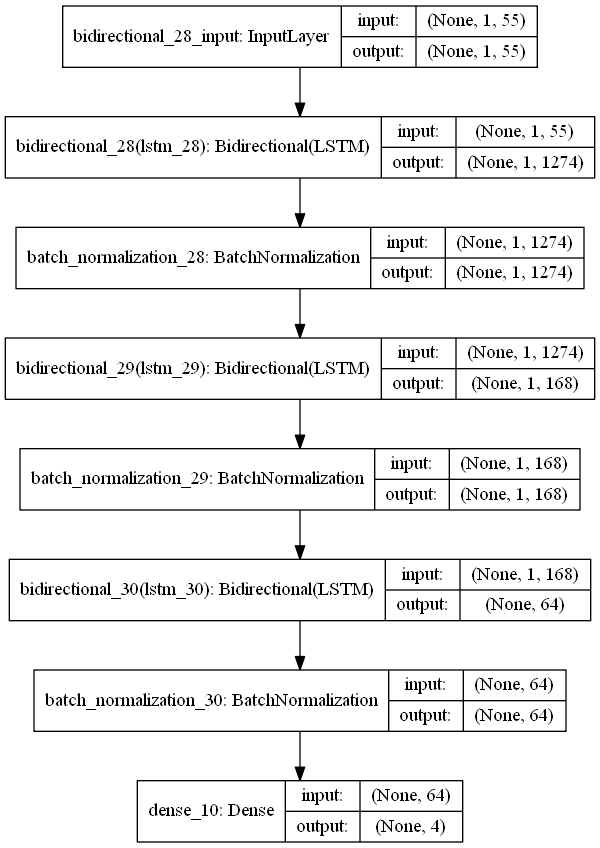 bidirectional_28_input: InputLayer
input: (None, 1, 55)
output: (None, 1, 55)
bidirectional_28(lstm_28): Bidirectional(LSTM)
input: (None, 1, 55)
output: (None, 1, 1274)
batch_normalization_28: BatchNormalization
input: (None, 1, 1274)
output: (None, 1, 1274)
bidirectional_29(lstm_29): Bidirectional(LSTM)
input: (None, 1, 1274)
output: (None, 1, 168)
batch_normalization_29: BatchNormalization
input: (None, 1, 168)
output: (None, 1, 168)
bidirectional_30(lstm_30): Bidirectional(LSTM)
input: (None, 1, 168)
output: (None, 64)
batch_normalization_30: BatchNormalization
input: (None, 64)
output: (None, 64)
dense_10: Dense
input: (None, 64)
output: (None, 4)